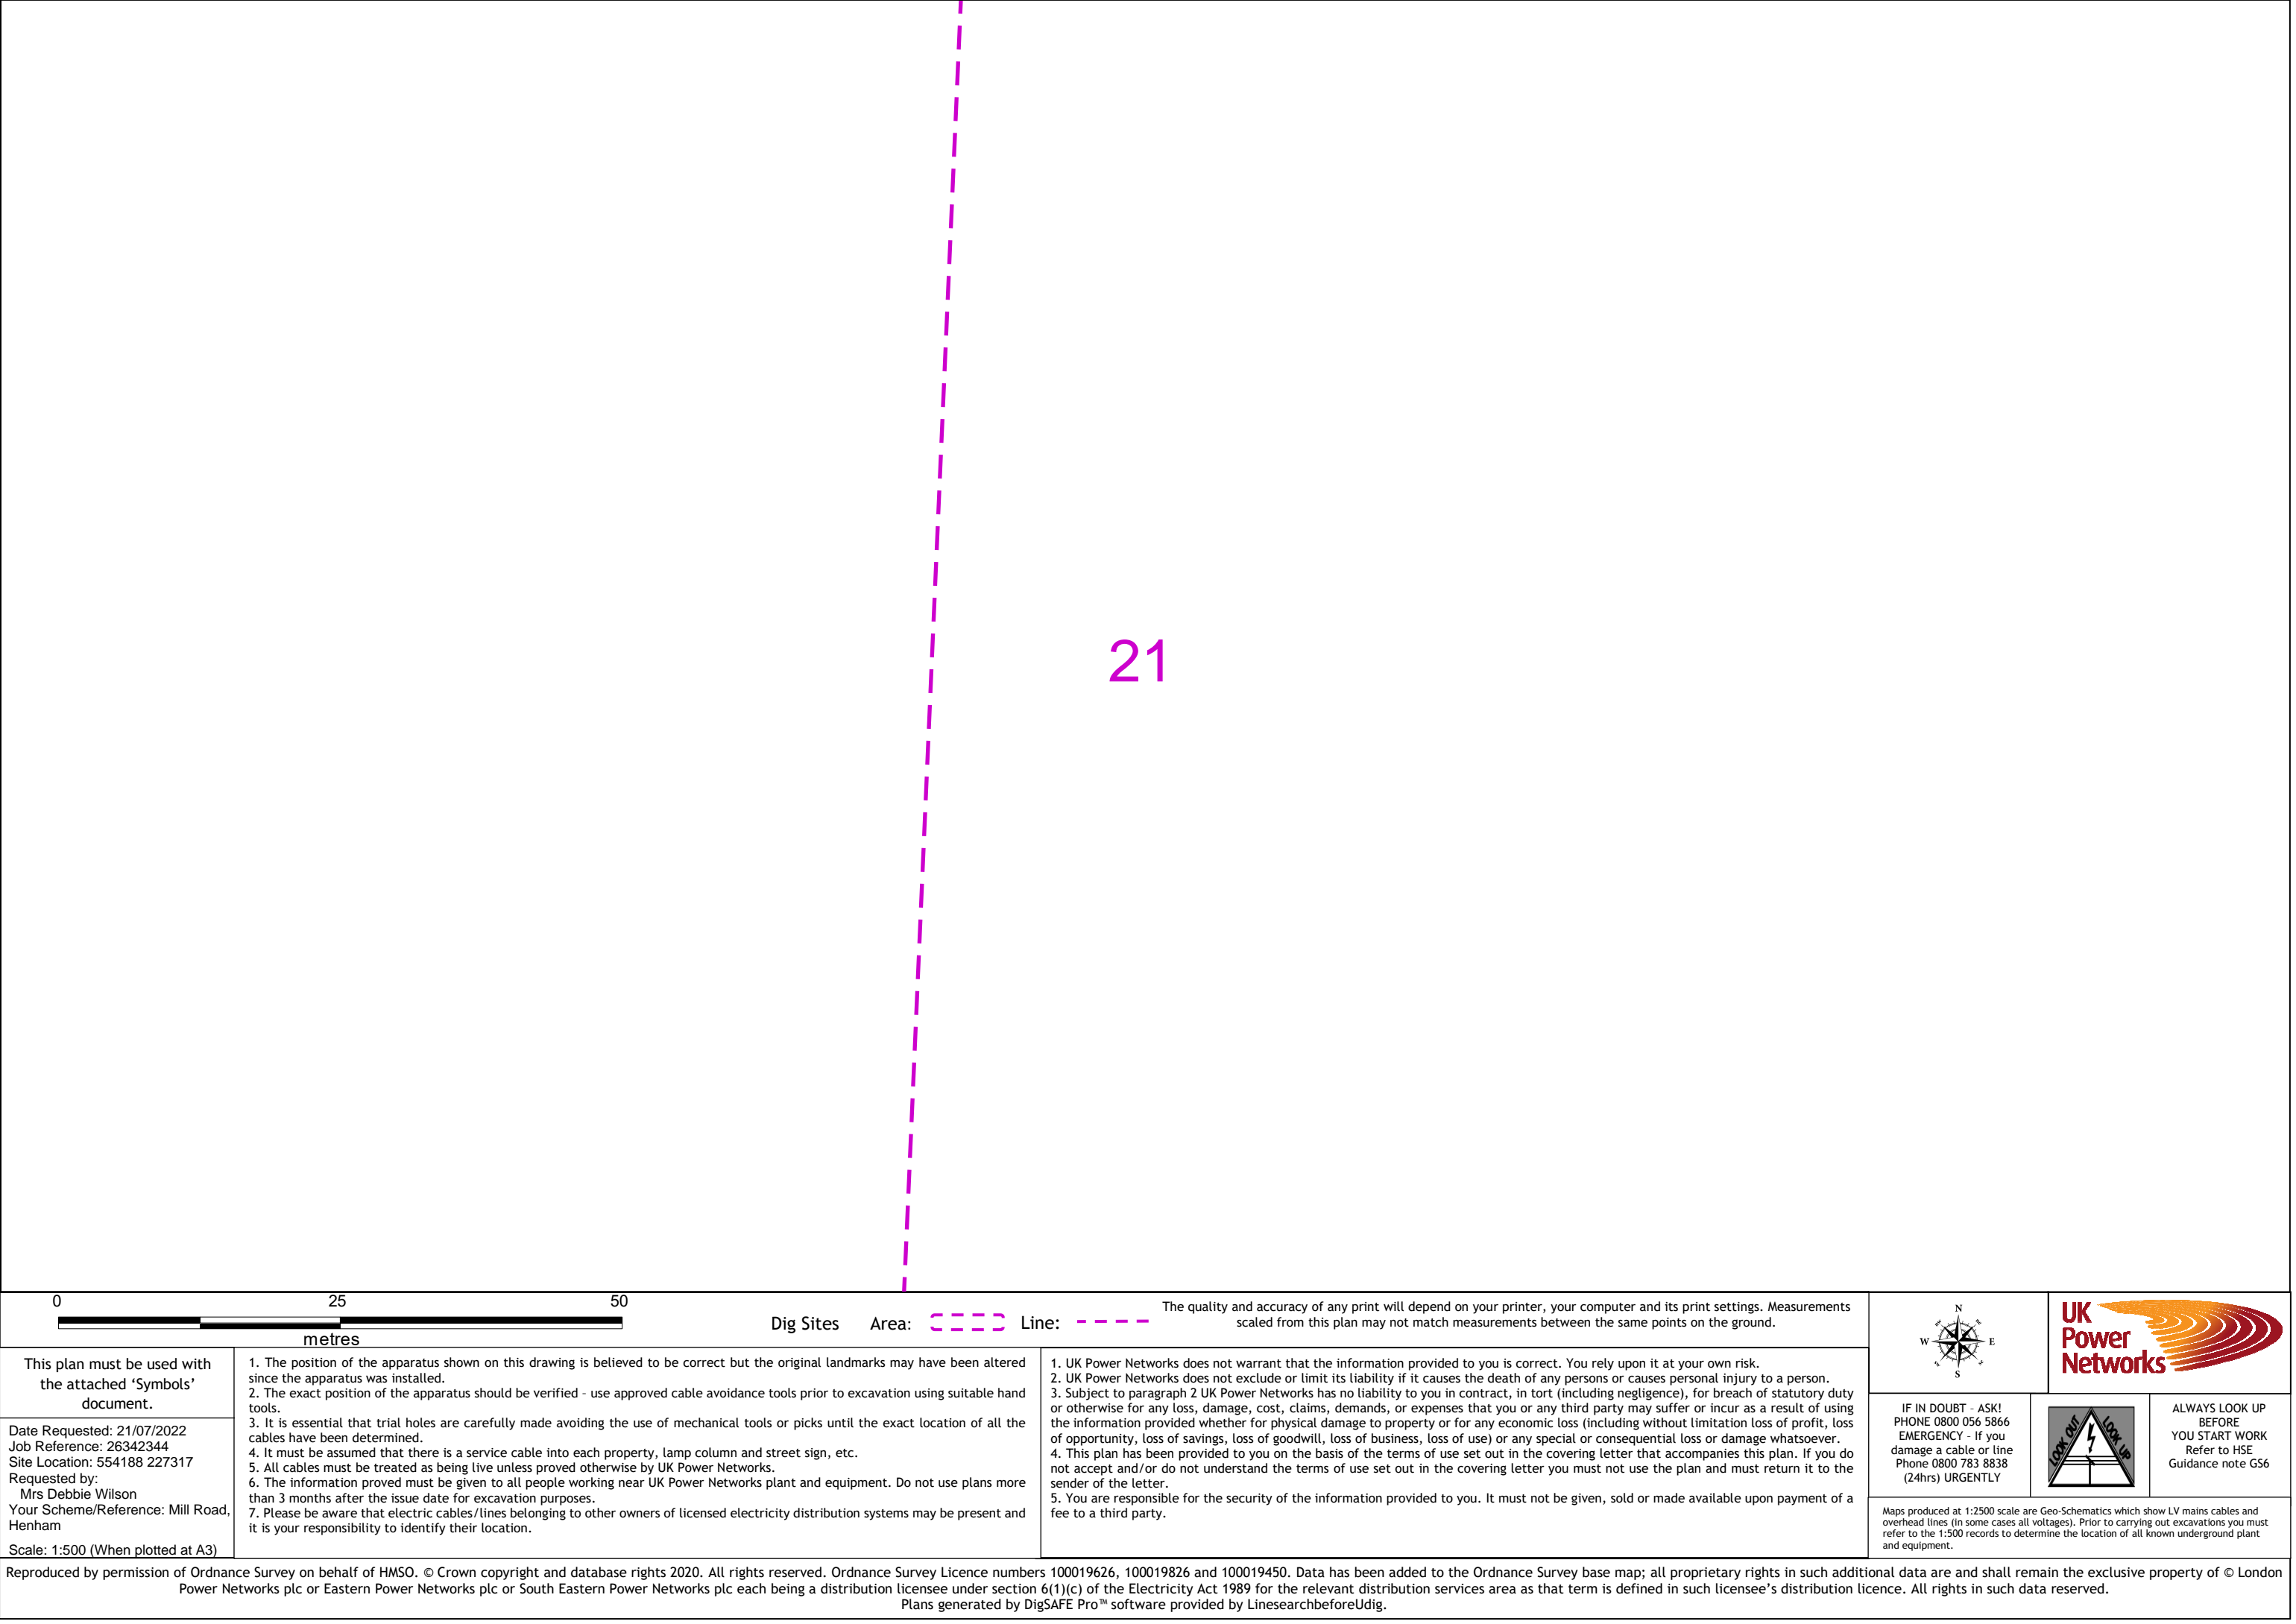 21
0 25 50
metres
Dig Sites Area: Line:
The quality and accuracy of any print will depend on your printer, your computer and its print settings. Measurements
scaled from this plan may not match measurements between the same points on the ground.
N
W E
S
UK
Power
Networks
This plan must be used with
the attached ‘Symbols’
document.
Date Requested: 21/07/2022
Job Reference: 26342344
Site Location: 554188 227317
Requested by:
Mrs Debbie Wilson
Your Scheme/Reference: Mill Road,
Henham
Scale: 1:500 (When plotted at A3)
1. The position of the apparatus shown on this drawing is believed to be correct but the original landmarks may have been altered
since the apparatus was installed.
2. The exact position of the apparatus should be verified - use approved cable avoidance tools prior to excavation using suitable hand
tools.
3. It is essential that trial holes are carefully made avoiding the use of mechanical tools or picks until the exact location of all the
cables have been determined.
4. It must be assumed that there is a service cable into each property, lamp column and street sign, etc.
5. All cables must be treated as being live unless proved otherwise by UK Power Networks.
6. The information proved must be given to all people working near UK Power Networks plant and equipment. Do not use plans more
than 3 months after the issue date for excavation purposes.
7. Please be aware that electric cables/lines belonging to other owners of licensed electricity distribution systems may be present and
it is your responsibility to identify their location.
1. UK Power Networks does not warrant that the information provided to you is correct. You rely upon it at your own risk.
2. UK Power Networks does not exclude or limit its liability if it causes the death of any persons or causes personal injury to a person.
3. Subject to paragraph 2 UK Power Networks has no liability to you in contract, in tort (including negligence), for breach of statutory duty
or otherwise for any loss, damage, cost, claims, demands, or expenses that you or any third party may suffer or incur as a result of using
the information provided whether for physical damage to property or for any economic loss (including without limitation loss of profit, loss
of opportunity, loss of savings, loss of goodwill, loss of business, loss of use) or any special or consequential loss or damage whatsoever.
4. This plan has been provided to you on the basis of the terms of use set out in the covering letter that accompanies this plan. If you do
not accept and/or do not understand the terms of use set out in the covering letter you must not use the plan and must return it to the
sender of the letter.
5. You are responsible for the security of the information provided to you. It must not be given, sold or made available upon payment of a
fee to a third party.
IF IN DOUBT - ASK!
PHONE 0800 056 5866
EMERGENCY - If you
damage a cable or line
Phone 0800 783 8838
(24hrs) URGENTLY
LOOK OUT LOOK UP
ALWAYS LOOK UP
BEFORE
YOU START WORK
Refer to HSE
Guidance note GS6
Maps produced at 1:2500 scale are Geo-Schematics which show LV mains cables and
overhead lines (in some cases all voltages). Prior to carrying out excavations you must
refer to the 1:500 records to determine the location of all known underground plant
and equipment.
Reproduced by permission of Ordnance Survey on behalf of HMSO. © Crown copyright and database rights 2020. All rights reserved. Ordnance Survey Licence numbers 100019626, 100019826 and 100019450. Data has been added to the Ordnance Survey base map; all proprietary rights in such additional data are and shall remain the exclusive property of © London
Power Networks plc or Eastern Power Networks plc or South Eastern Power Networks plc each being a distribution licensee under section 6(1)(c) of the Electricity Act 1989 for the relevant distribution services area as that term is defined in such licensee’s distribution licence. All rights in such data reserved.
Plans generated by DigSAFE Pro™ software provided by LinesearchbeforeUdig.